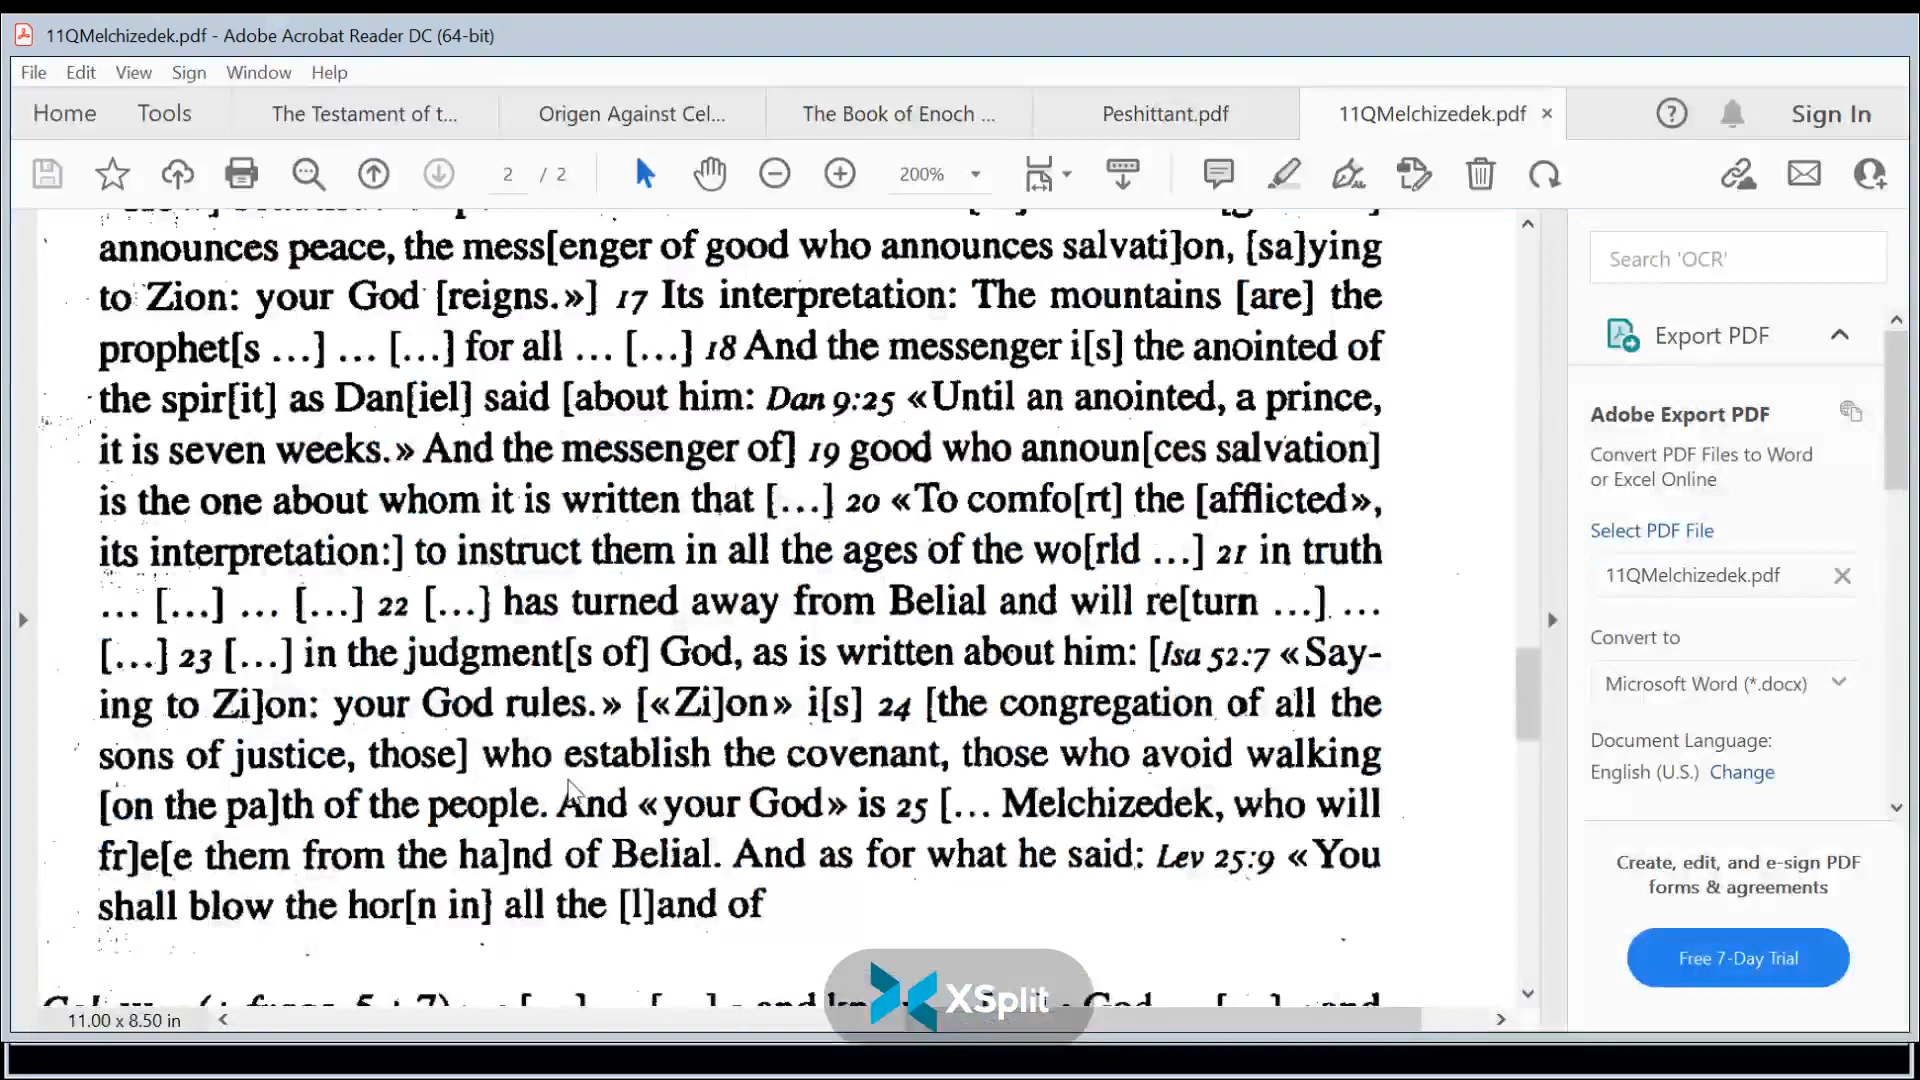 11QMelchizedek.pdf - Adobe Acrobat Reader DC (64-bit)
File Edit View Sign Window Help
Home Tools The Testament of t... Origen Against Cel... The Book of Enoch ... Peshittant.pdf 11QMelchizedek.pdf × Sign In
2 / 2 200%
announces peace, the mess[enger of good who announces salvati]on, [sa]ying
to Zion: your God [reigns.»] 17 Its interpretation: The mountains [are] the
prophet[s ...] ... [...] for all ... [...] 18 And the messenger i[s] the anointed of
the spir[it] as Dan[iel] said [about him: Dan 9:25 «Until an anointed, a prince,
it is seven weeks.» And the messenger of] 19 good who announ[ces salvation]
is the one about whom it is written that [...] 20 «To comfo[rt] the [afflicted»,
its interpretation:] to instruct them in all the ages of the wo[rld ...] 21 in truth
... [...] ... [...] 22 [...] has turned away from Belial and will re[turn ...] ...
[...] 23 [...] in the judgment[s of] God, as is written about him: [Isa 52:7 «Say-
ing to Zi]on: your God rules.» [«Zi]on» i[s] 24 [the congregation of all the
sons of justice, those] who establish the covenant, those who avoid walking
[on the pa]th of the people. And «your God» is 25 [... Melchizedek, who will
fr]e[e them from the ha]nd of Belial. And as for what he said: Lev 25:9 «You
shall blow the hor[n in] all the [l]and of
11.00 x 8.50 in
XSplit
Search 'OCR'
Export PDF
Adobe Export PDF
Convert PDF Files to Word
or Excel Online
Select PDF File
11QMelchizedek.pdf
Convert to
Microsoft Word (*.docx)
Document Language:
English (U.S.) Change
Create, edit, and e-sign PDF
forms & agreements
Free 7-Day Trial